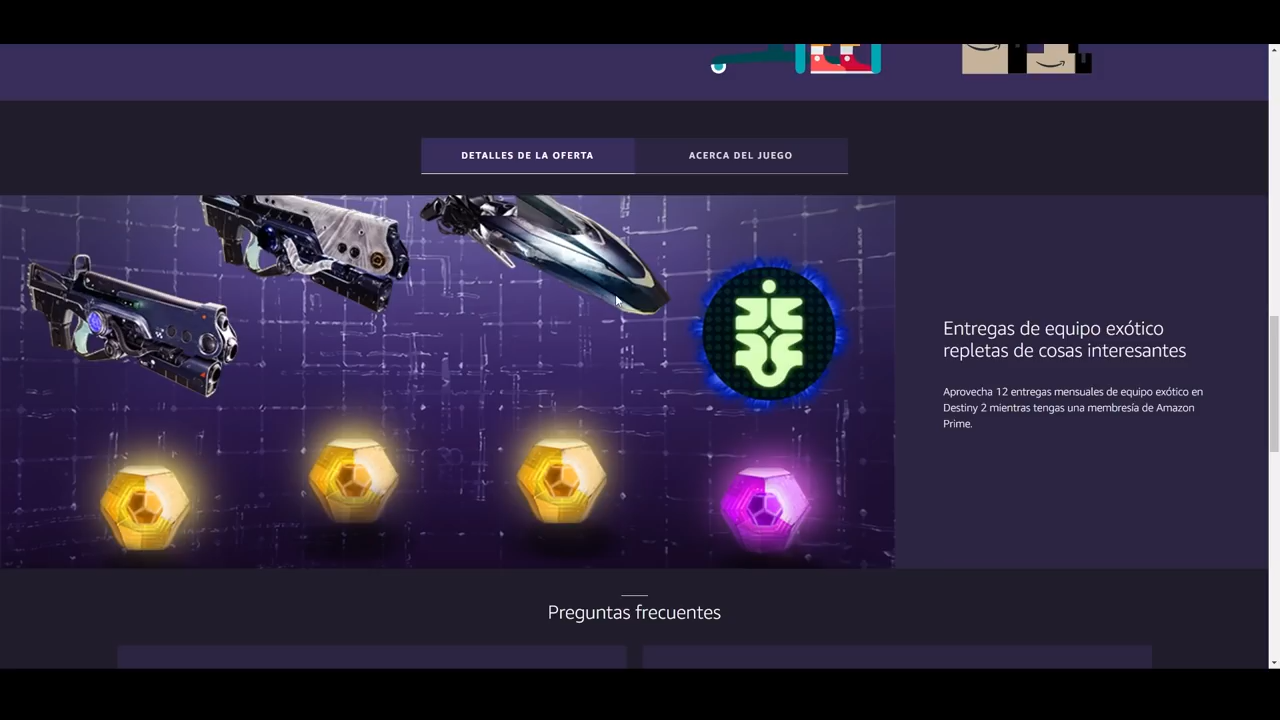 DETALLES DE LA OFERTA
ACERCA DEL JUEGO
Entregas de equipo exótico
repletas de cosas interesantes
Aprovecha 12 entregas mensuales de equipo exótico en
Destiny 2 mientras tengas una membresía de Amazon
Prime.
Preguntas frecuentes